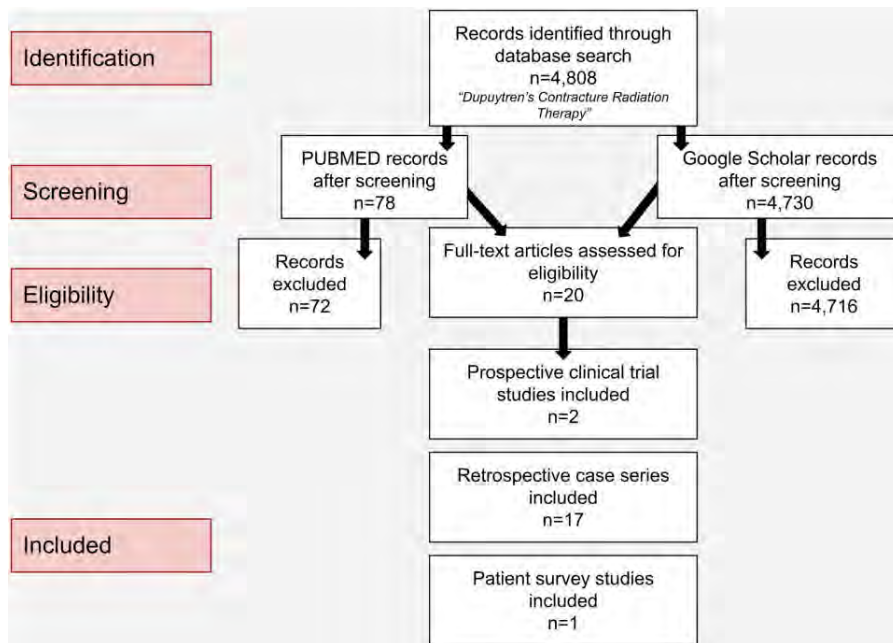 Identification
Records identified through
database search
n=4,808
"Dupuytren's Contracture Radiation
Therapy"
Screening
PUBMED records
after screening
n=78
Google Scholar records
after screening
n=4,730
Eligibility
Records
excluded
n=72
Full-text articles assessed for
eligibility
n=20
Records
excluded
n=4,716
Prospective clinical trial
studies included
n=2
Included
Retrospective case series
included
n=17
Patient survey studies
included
n=1